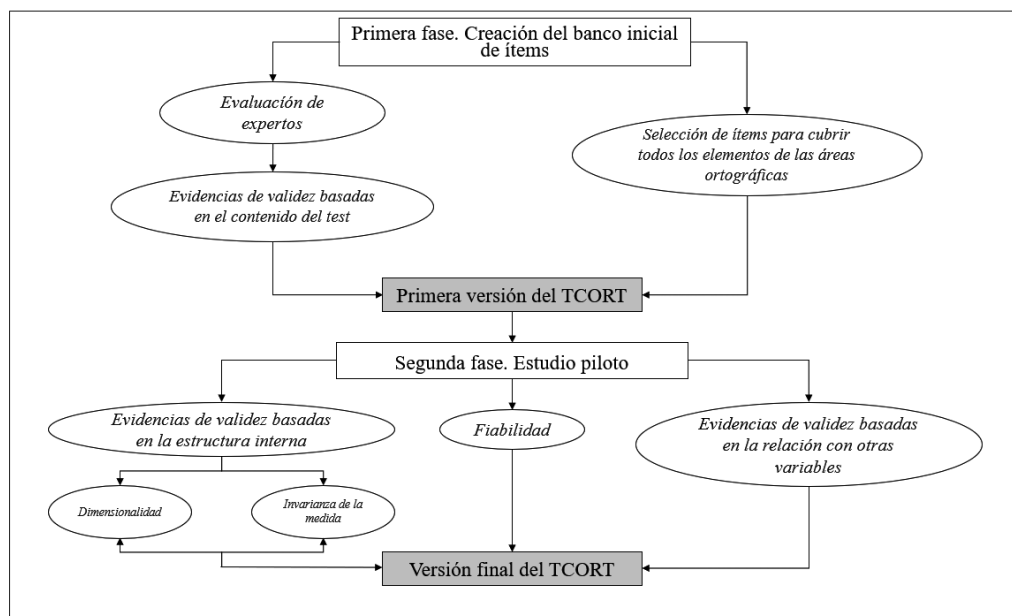 Primera fase. Creación del banco inicial
de ítems
Evaluación de
expertos
Selección de ítems para cubrir
todos los elementos de las áreas
ortográficas
Evidencias de validez basadas
en el contenido del test
Primera versión del TCORT
Segunda fase. Estudio piloto
Evidencias de validez basadas
en la estructura interna
Fiabilidad
Evidencias de validez basadas
en la relación con otras
variables
Dimensionalidad
Invarianza de la
medida
Versión final del TCORT